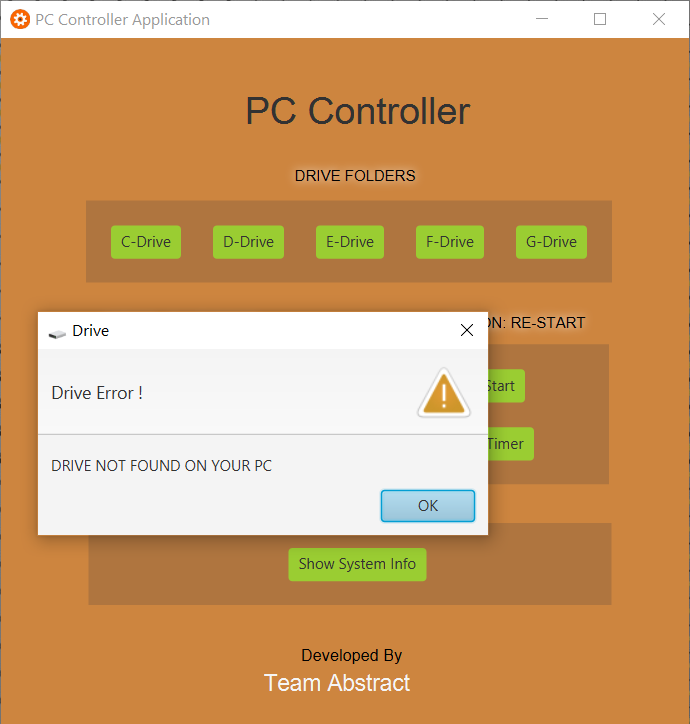 PC Controller Application
PC Controller
DRIVE FOLDERS
C-Drive D-Drive E-Drive F-Drive G-Drive
ON: RE-START
Drive
Drive Error !
Start
Timer
DRIVE NOT FOUND ON YOUR PC
OK
Show System Info
Developed By
Team Abstract